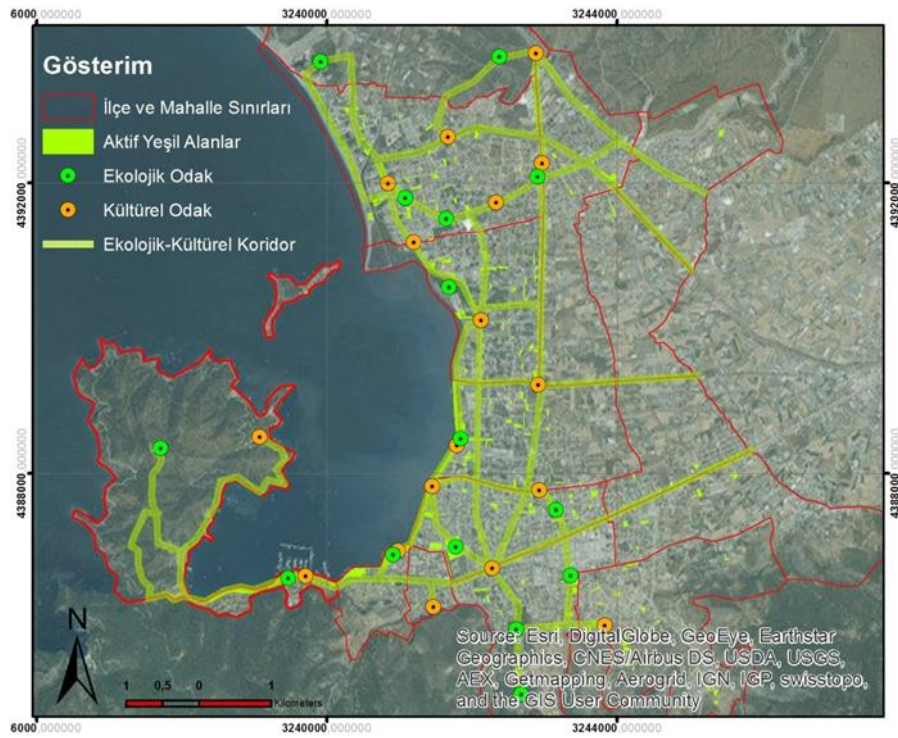 6000,000000 3240000,000000 3244000,000000
Gösterim
İlçe ve Mahalle Sınırları
Aktif Yeşil Alanlar
Ekolojik Odak
Kültürel Odak
Ekolojik-Kültürel Koridor
4392000,000000
4392000,000000
4388000,000000
4388000,000000
N
1 0,5 0 1
Kilometers
Source: Esri, DigitalGlobe, GeoEye, Earthstar
Geographics, CNES/Airbus DS, USDA, USGS,
AEX, Getmapping, Aerogrid, IGN, IGP, swisstopo,
and the GIS User Community
6000,000000 3240000,000000 3244000,000000